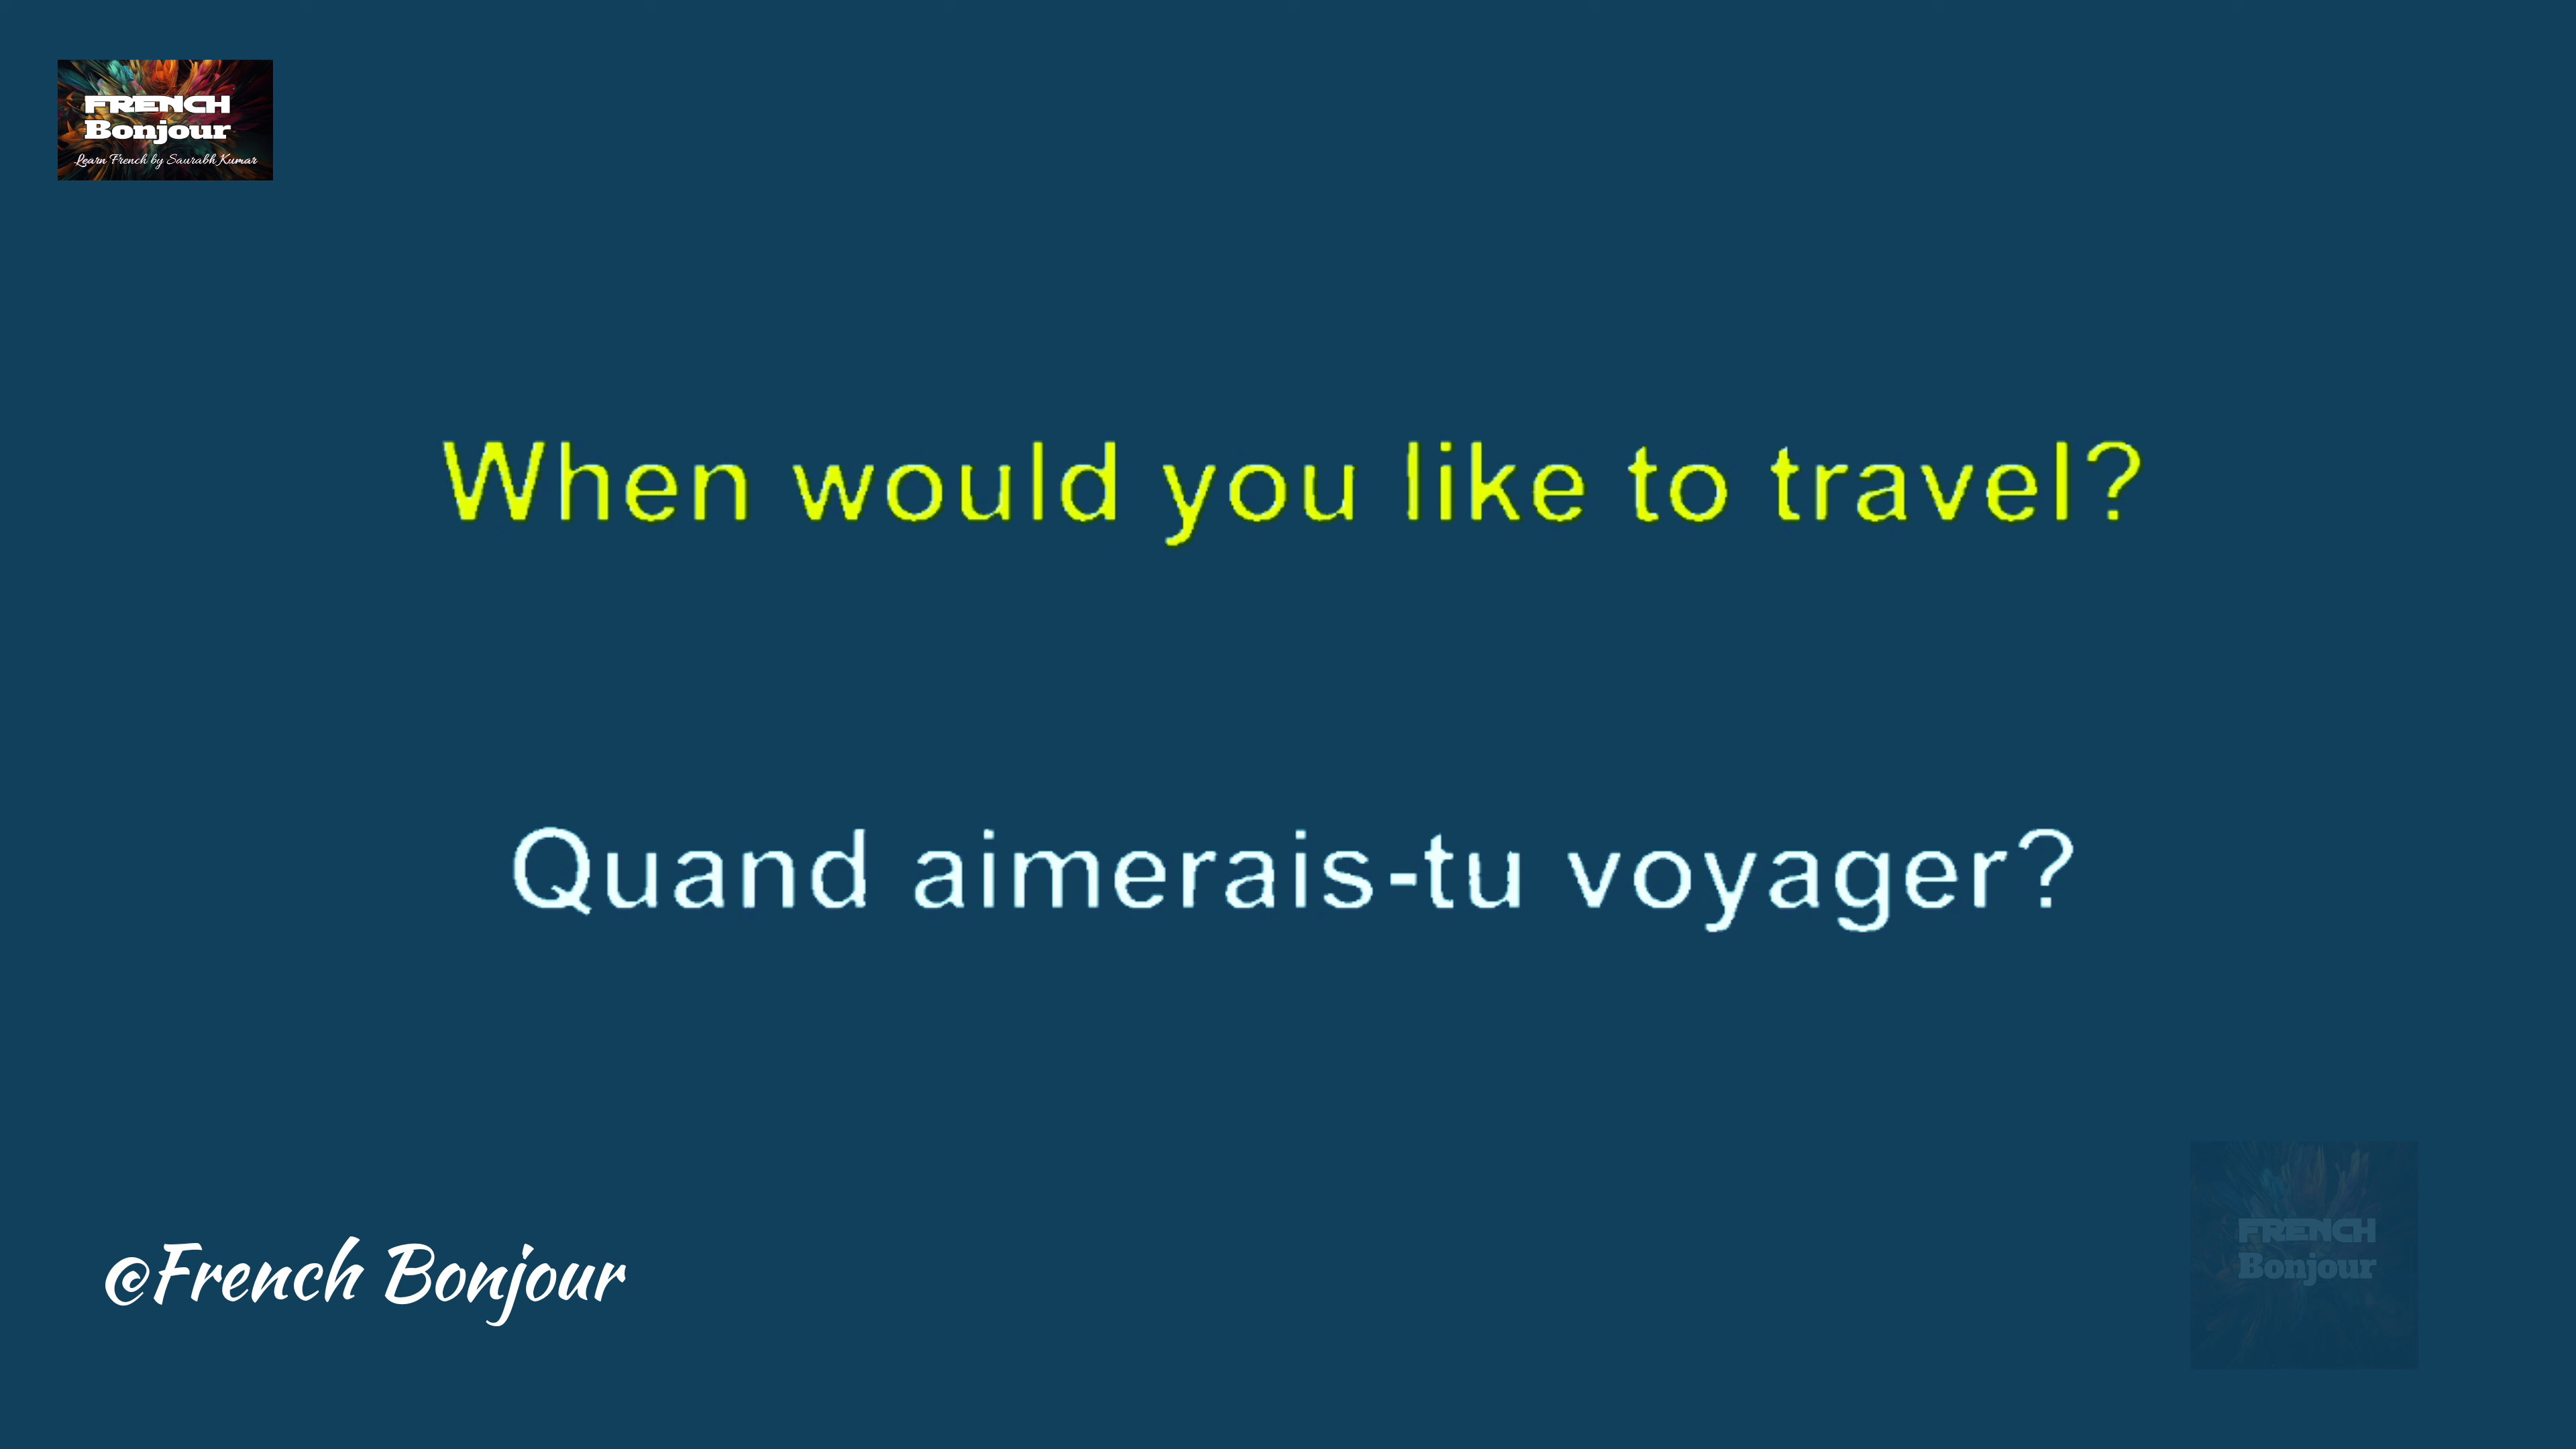 FRENCH
Bonjour
Learn French by Saurabh Kumar
When would you like to travel?
Quand aimerais-tu voyager?
@French Bonjour
FRENCH
Bonjour